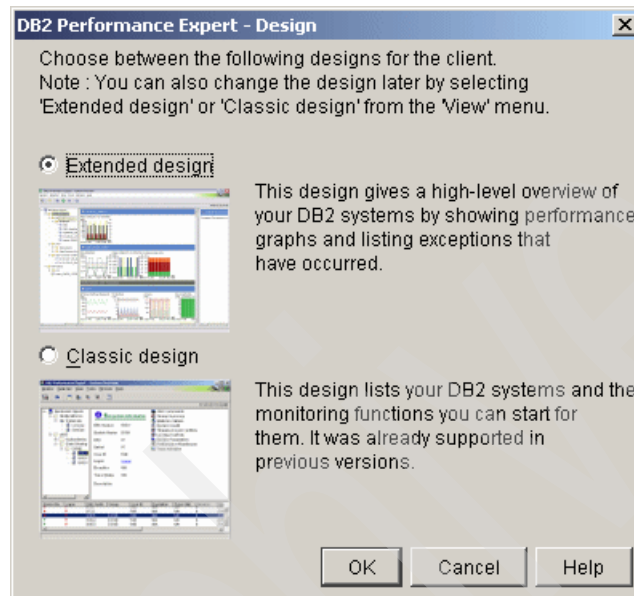 DB2 Performance Expert - Design
Choose between the following designs for the client.
Note : You can also change the design later by selecting
'Extended design' or 'Classic design' from the 'View' menu.
Extended design
This design gives a high-level overview of
your DB2 systems by showing performance
graphs and listing exceptions that
have occurred.
Classic design
This design lists your DB2 systems and the
monitoring functions you can start for
them. It was already supported in
previous versions.
OK Cancel Help